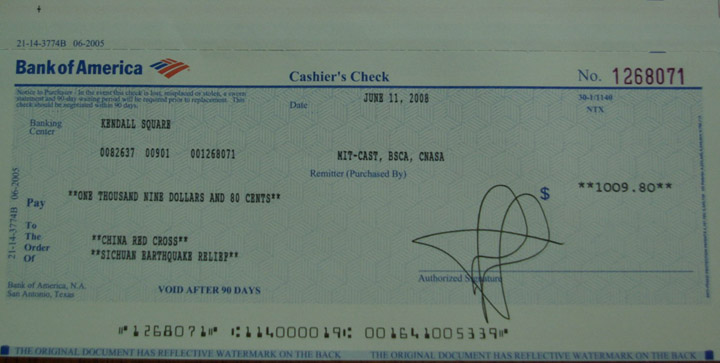 21-14-3774B 06-2005
Bank of America
Cashier's Check
No. 1268071
Notice to Purchaser - In the event this check is lost, misplaced or stolen, a sworn
statement and 90-day waiting period will be required prior to replacement. This
check should be negotiated within 90 days.
Date
JUNE 11, 2008
30-1/1140
NTX
Banking
Center
KENDALL SQUARE
0082637 00901 001268071
MIT-CAST, BSCA, CNASA
Remitter (Purchased By)
Pay
**ONE THOUSAND NINE DOLLARS AND 80 CENTS**
$
**1009.80**
To
The
Order
Of
**CHINA RED CROSS**
**SICHUAN EARTHQUAKE RELIEF**
21-14-3774B 06-2005
Authorized Signature
Bank of America, N.A.
San Antonio, Texas
VOID AFTER 90 DAYS
⑈1268071⑈ ⑆114000019⑆ 001641005339⑈
THE ORIGINAL DOCUMENT HAS REFLECTIVE WATERMARK ON THE BACK
THE ORIGINAL DOCUMENT HAS REFLECTIVE WATERMARK ON THE BACK